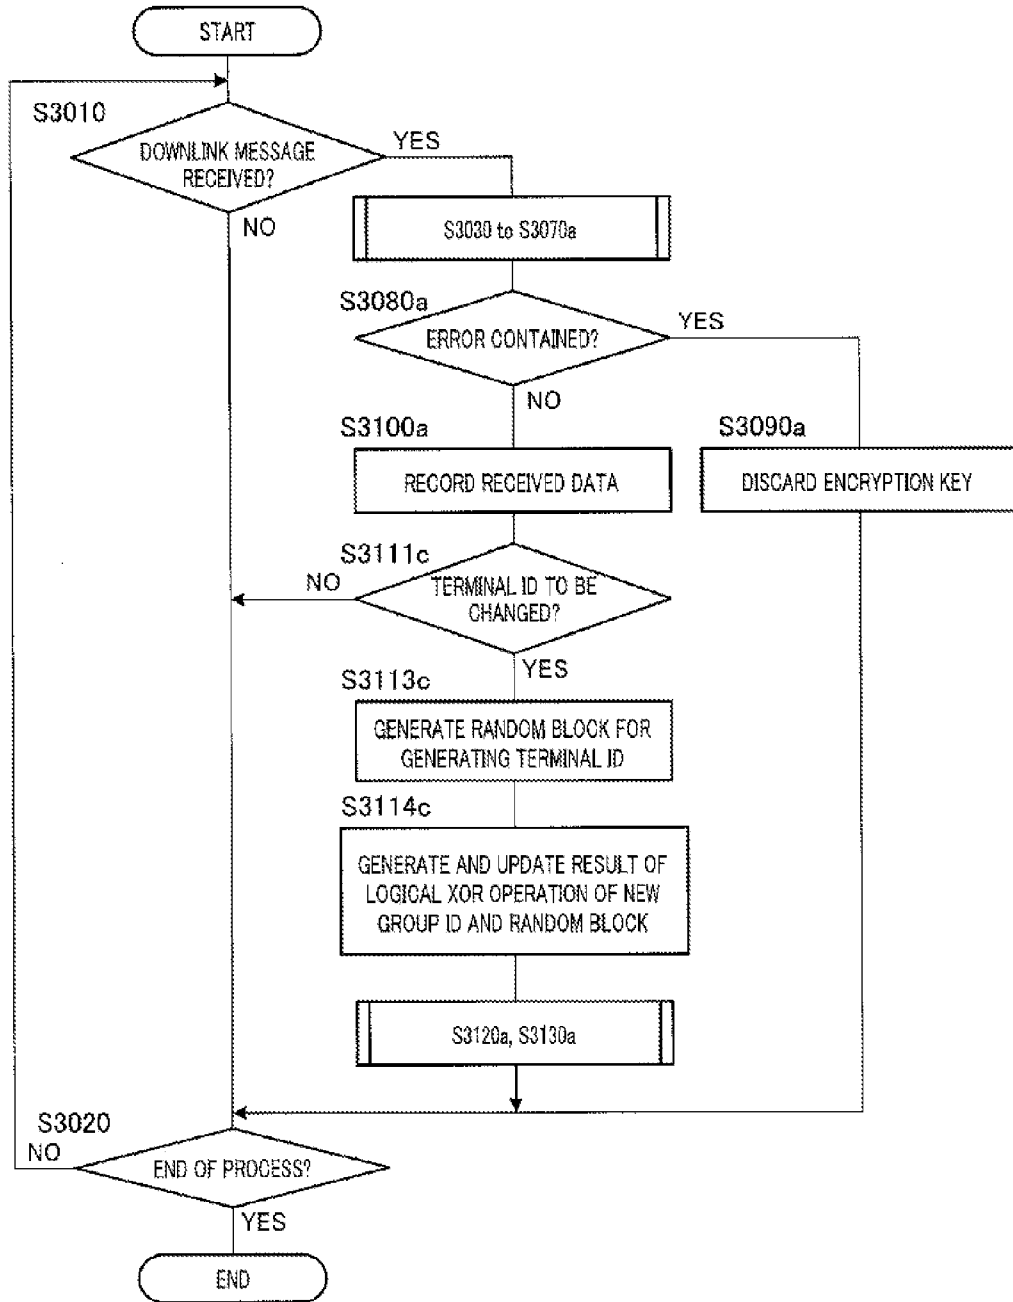 START
S3010
DOWNLINK MESSAGE
RECEIVED?
YES
NO
S3030 to S3070a
S3080a
ERROR CONTAINED?
YES
NO
S3100a
RECORD RECEIVED DATA
S3090a
DISCARD ENCRYPTION KEY
S3111c
NO
TERMINAL ID TO BE
CHANGED?
YES
S3113c
GENERATE RANDOM BLOCK FOR
GENERATING TERMINAL ID
S3114c
GENERATE AND UPDATE RESULT OF
LOGICAL XOR OPERATION OF NEW
GROUP ID AND RANDOM BLOCK
S3120a, S3130a
S3020
NO
END OF PROCESS?
YES
END